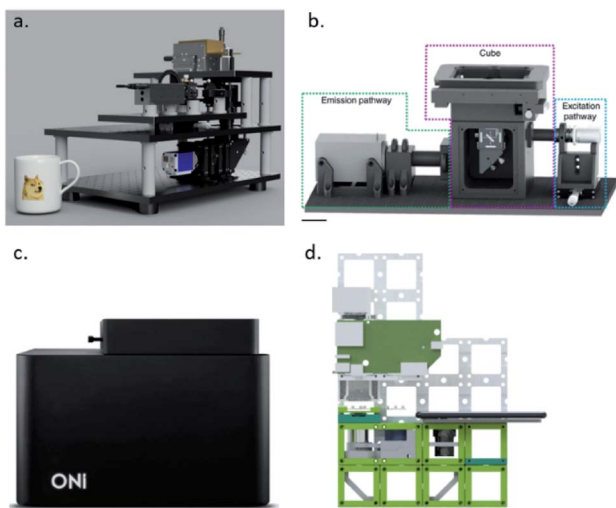 a.
b.
Cube
Emission pathway
Excitation
pathway
c.
ONi
d.